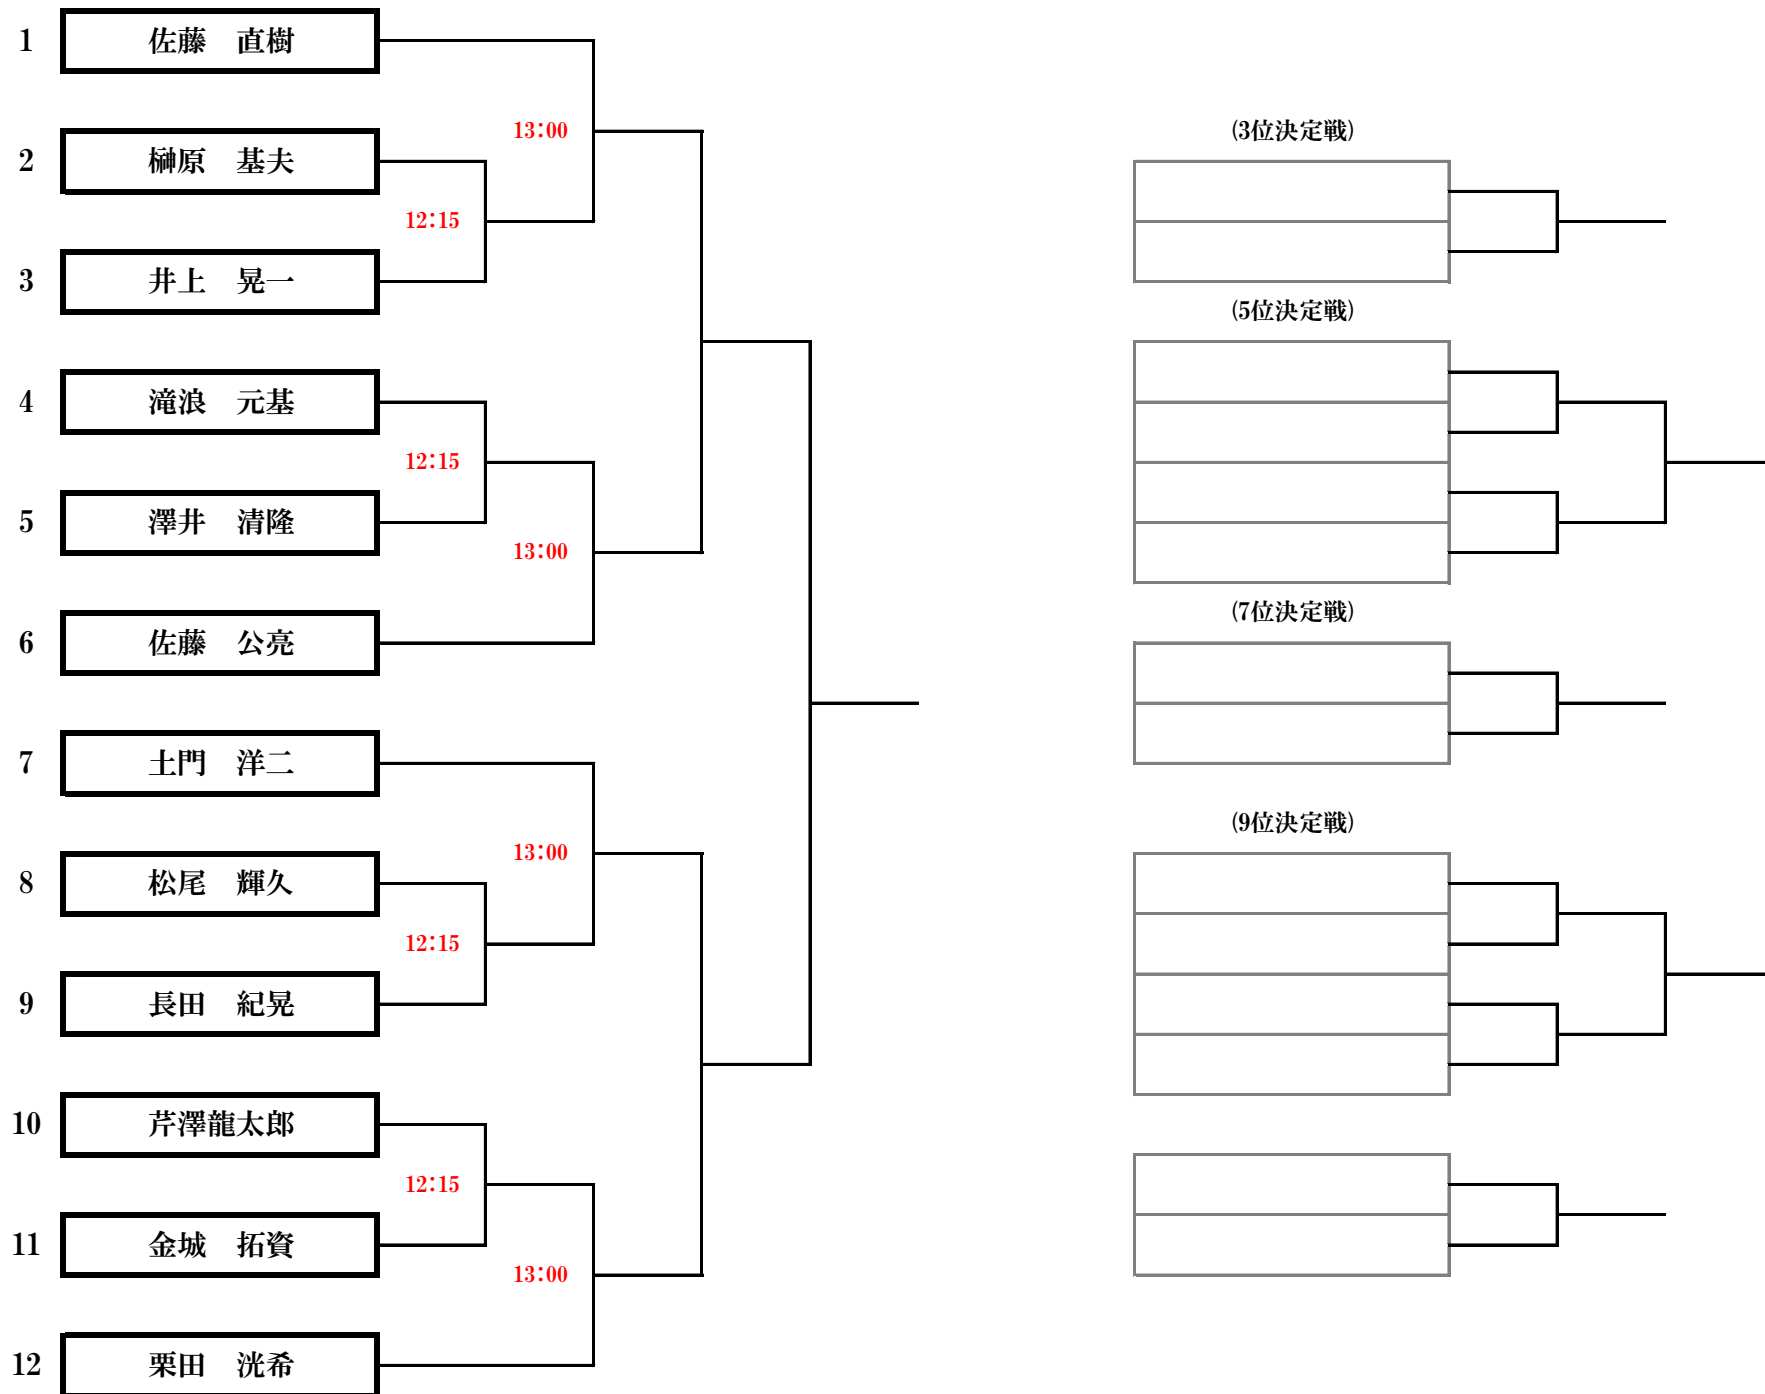 1 佐藤　直樹
13:00
2 榊原　基夫
12:15
3 井上　晃一
4 滝浪　元基
12:15
5 澤井　清隆
13:00
6 佐藤　公亮
7 土門　洋二
13:00
8 松尾　輝久
12:15
9 長田　紀晃
10 芹澤龍太郎
12:15
11 金城　拓資
13:00
12 栗田　洸希
(3位決定戦)
(5位決定戦)
(7位決定戦)
(9位決定戦)